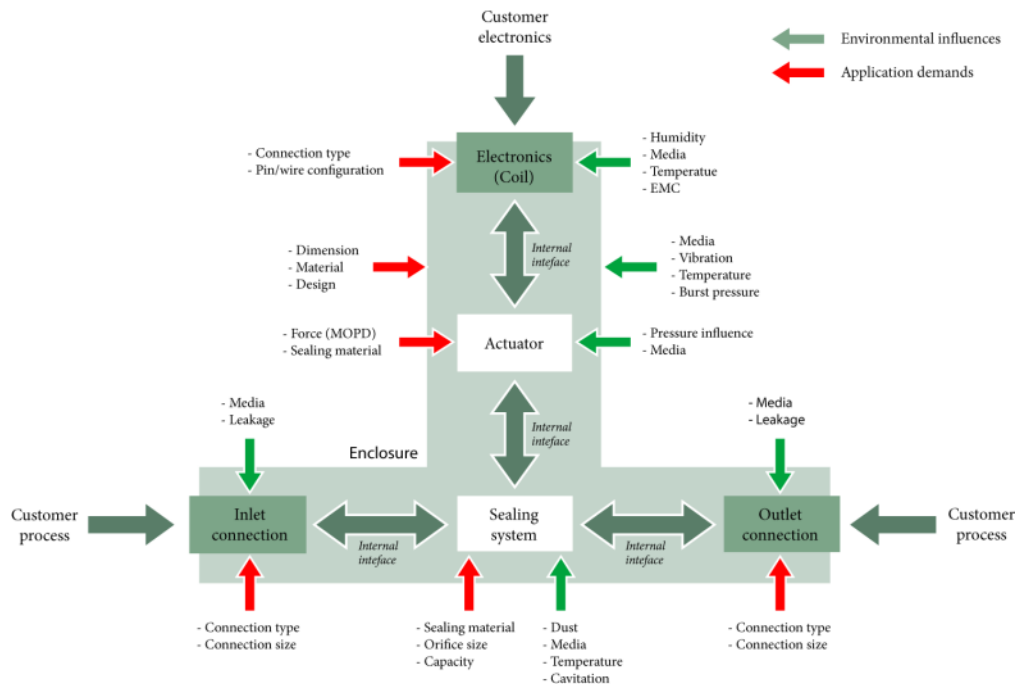 Customer
electronics
Environmental influences
Application demands
- Connection type
- Pin/wire configuration
Electronics
(Coil)
- Humidity
- Media
- Temperatue
- EMC
- Dimension
- Material
- Design
Internal
inteface
- Media
- Vibration
- Temperature
- Burst pressure
- Force (MOPD)
- Sealing material
Actuator
- Pressure influence
- Media
- Media
- Leakage
Enclosure
Internal
inteface
- Media
- Leakage
Customer
process
Inlet
connection
Internal
inteface
Sealing
system
Internal
inteface
Outlet
connection
Customer
process
- Connection type
- Connection size
- Sealing material
- Orifice size
- Capacity
- Dust
- Media
- Temperature
- Cavitation
- Connection type
- Connection size